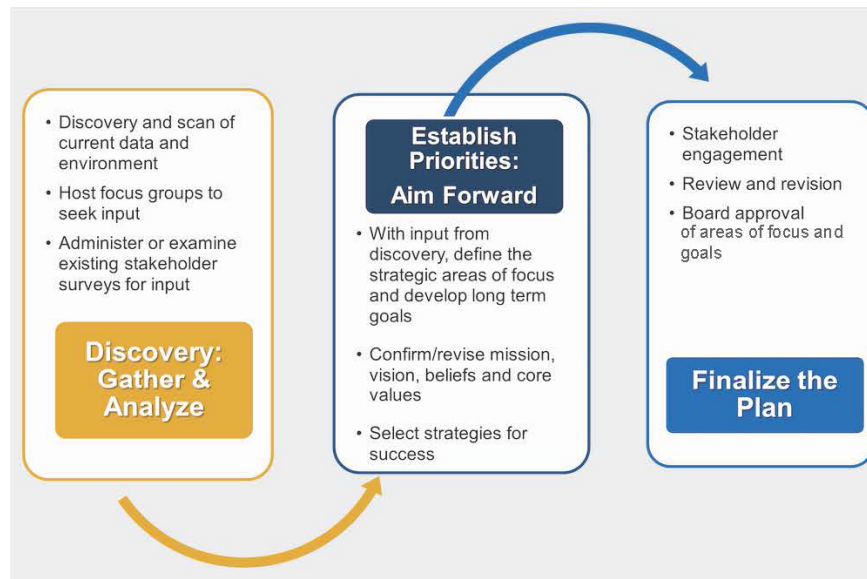 • Discovery and scan of
current data and
environment
• Host focus groups to
seek input
• Administer or examine
existing stakeholder
surveys for input
Discovery:
Gather &
Analyze
Establish
Priorities:
Aim Forward
• With input from
discovery, define the
strategic areas of focus
and develop long term
goals
• Confirm/revise mission,
vision, beliefs and core
values
• Select strategies for
success
• Stakeholder
engagement
• Review and revision
• Board approval
of areas of focus and
goals
Finalize the
Plan